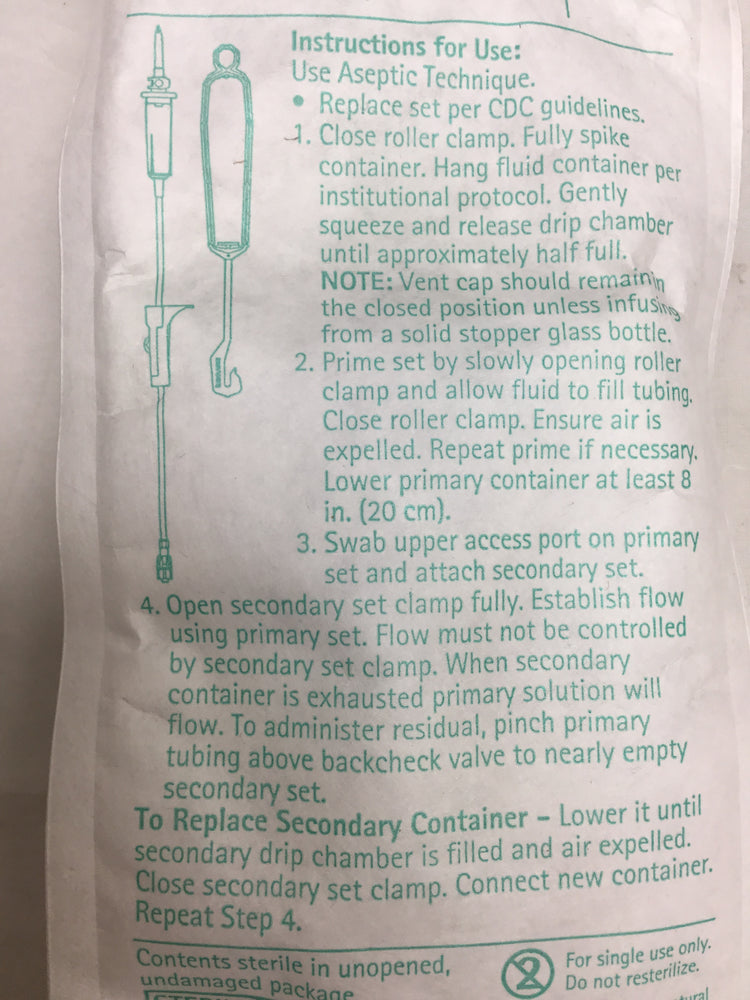 Instructions for Use:
Use Aseptic Technique.
• Replace set per CDC guidelines.
1. Close roller clamp. Fully spike
container. Hang fluid container per
institutional protocol. Gently
squeeze and release drip chamber
until approximately half full.
NOTE: Vent cap should remain in
the closed position unless infusing
from a solid stopper glass bottle.
2. Prime set by slowly opening roller
clamp and allow fluid to fill tubing.
Close roller clamp. Ensure air is
expelled. Repeat prime if necessary.
Lower primary container at least 8
in. (20 cm).
3. Swab upper access port on primary
set and attach secondary set.
4. Open secondary set clamp fully. Establish flow
using primary set. Flow must not be controlled
by secondary set clamp. When secondary
container is exhausted primary solution will
flow. To administer residual, pinch primary
tubing above backcheck valve to nearly empty
secondary set.
To Replace Secondary Container – Lower it until
secondary drip chamber is filled and air expelled.
Close secondary set clamp. Connect new container.
Repeat Step 4.
Contents sterile in unopened,
undamaged package
2
For single use only.
Do not resterilize.